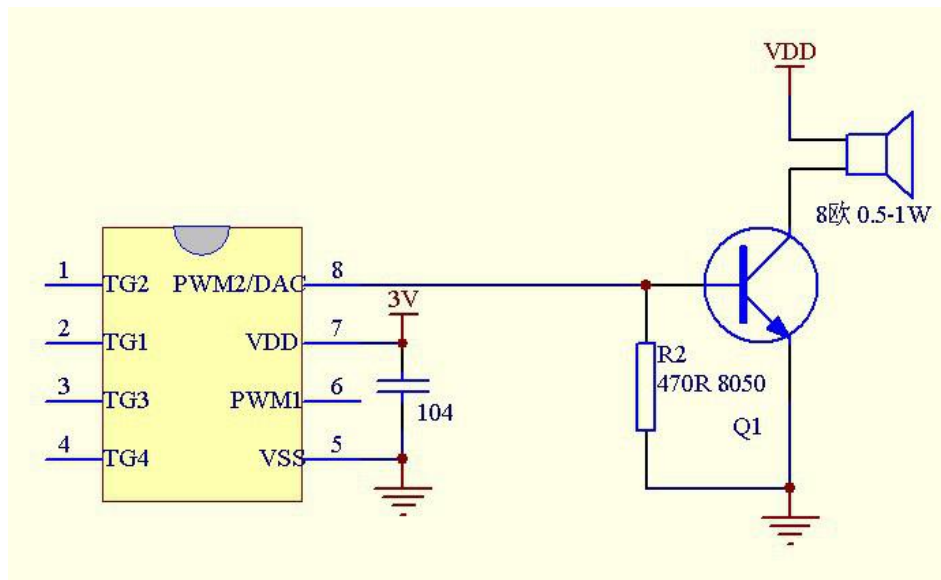 VDD
8欧 0.5-1W
1 TG2 PWM2/DAC 8
3V
2 TG1 VDD 7
R2
470R 8050
3 TG3 PWM1 6
104
Q1
4 TG4 VSS 5